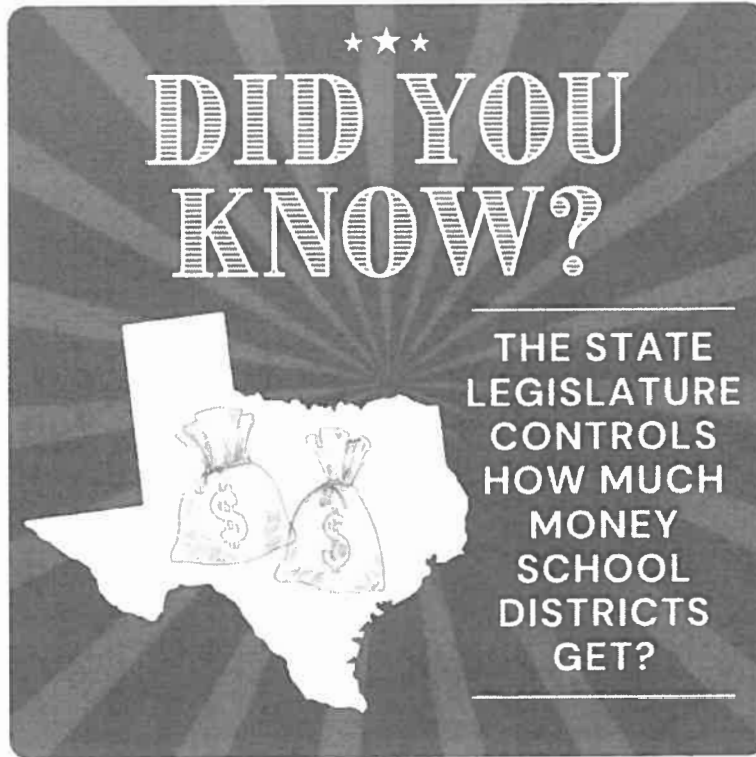 DID YOU
KNOW?
THE STATE
LEGISLATURE
CONTROLS
HOW MUCH
MONEY
SCHOOL
DISTRICTS
GET?
$
$